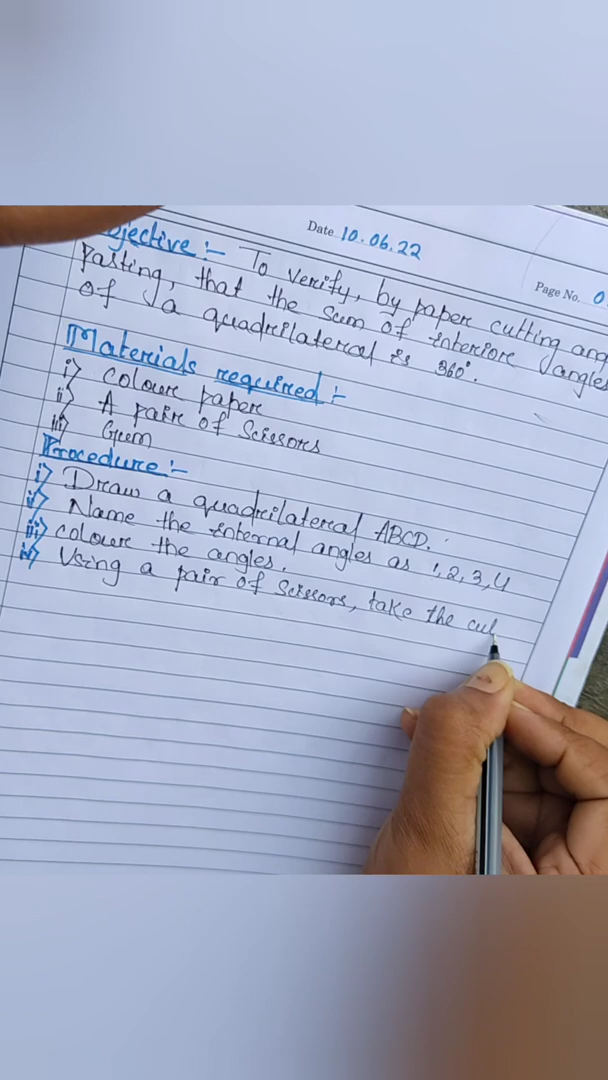 Date 10.06.22
Page No. 0
bjective:- To verify, by paper cutting and
Pasting, that the sum of interior angles
of a quadrilateral is 360°.
Materials required:-
i) colour paper
ii) A pair of Scissors
iii) Gum
Procedure:-
i) Draw a quadrilateral ABCD.
ii) Name the internal angles as 1, 2, 3, 4
iii) colour the angles.
iv) Using a pair of Scissors, take the cut